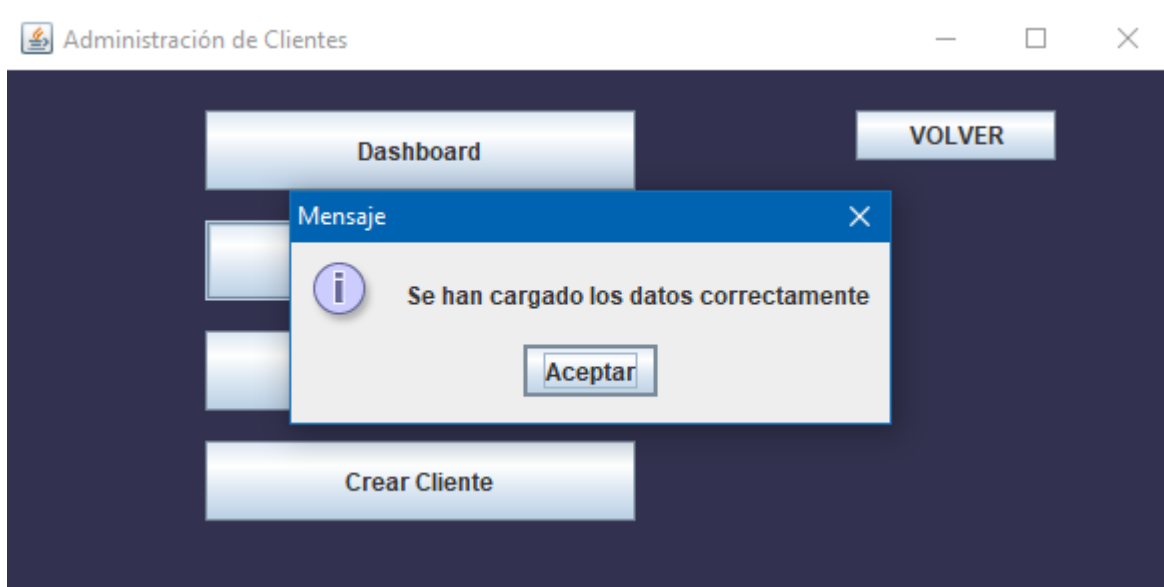 Administración de Clientes
Dashboard
VOLVER
Mensaje
i
Se han cargado los datos correctamente
Aceptar
Crear Cliente